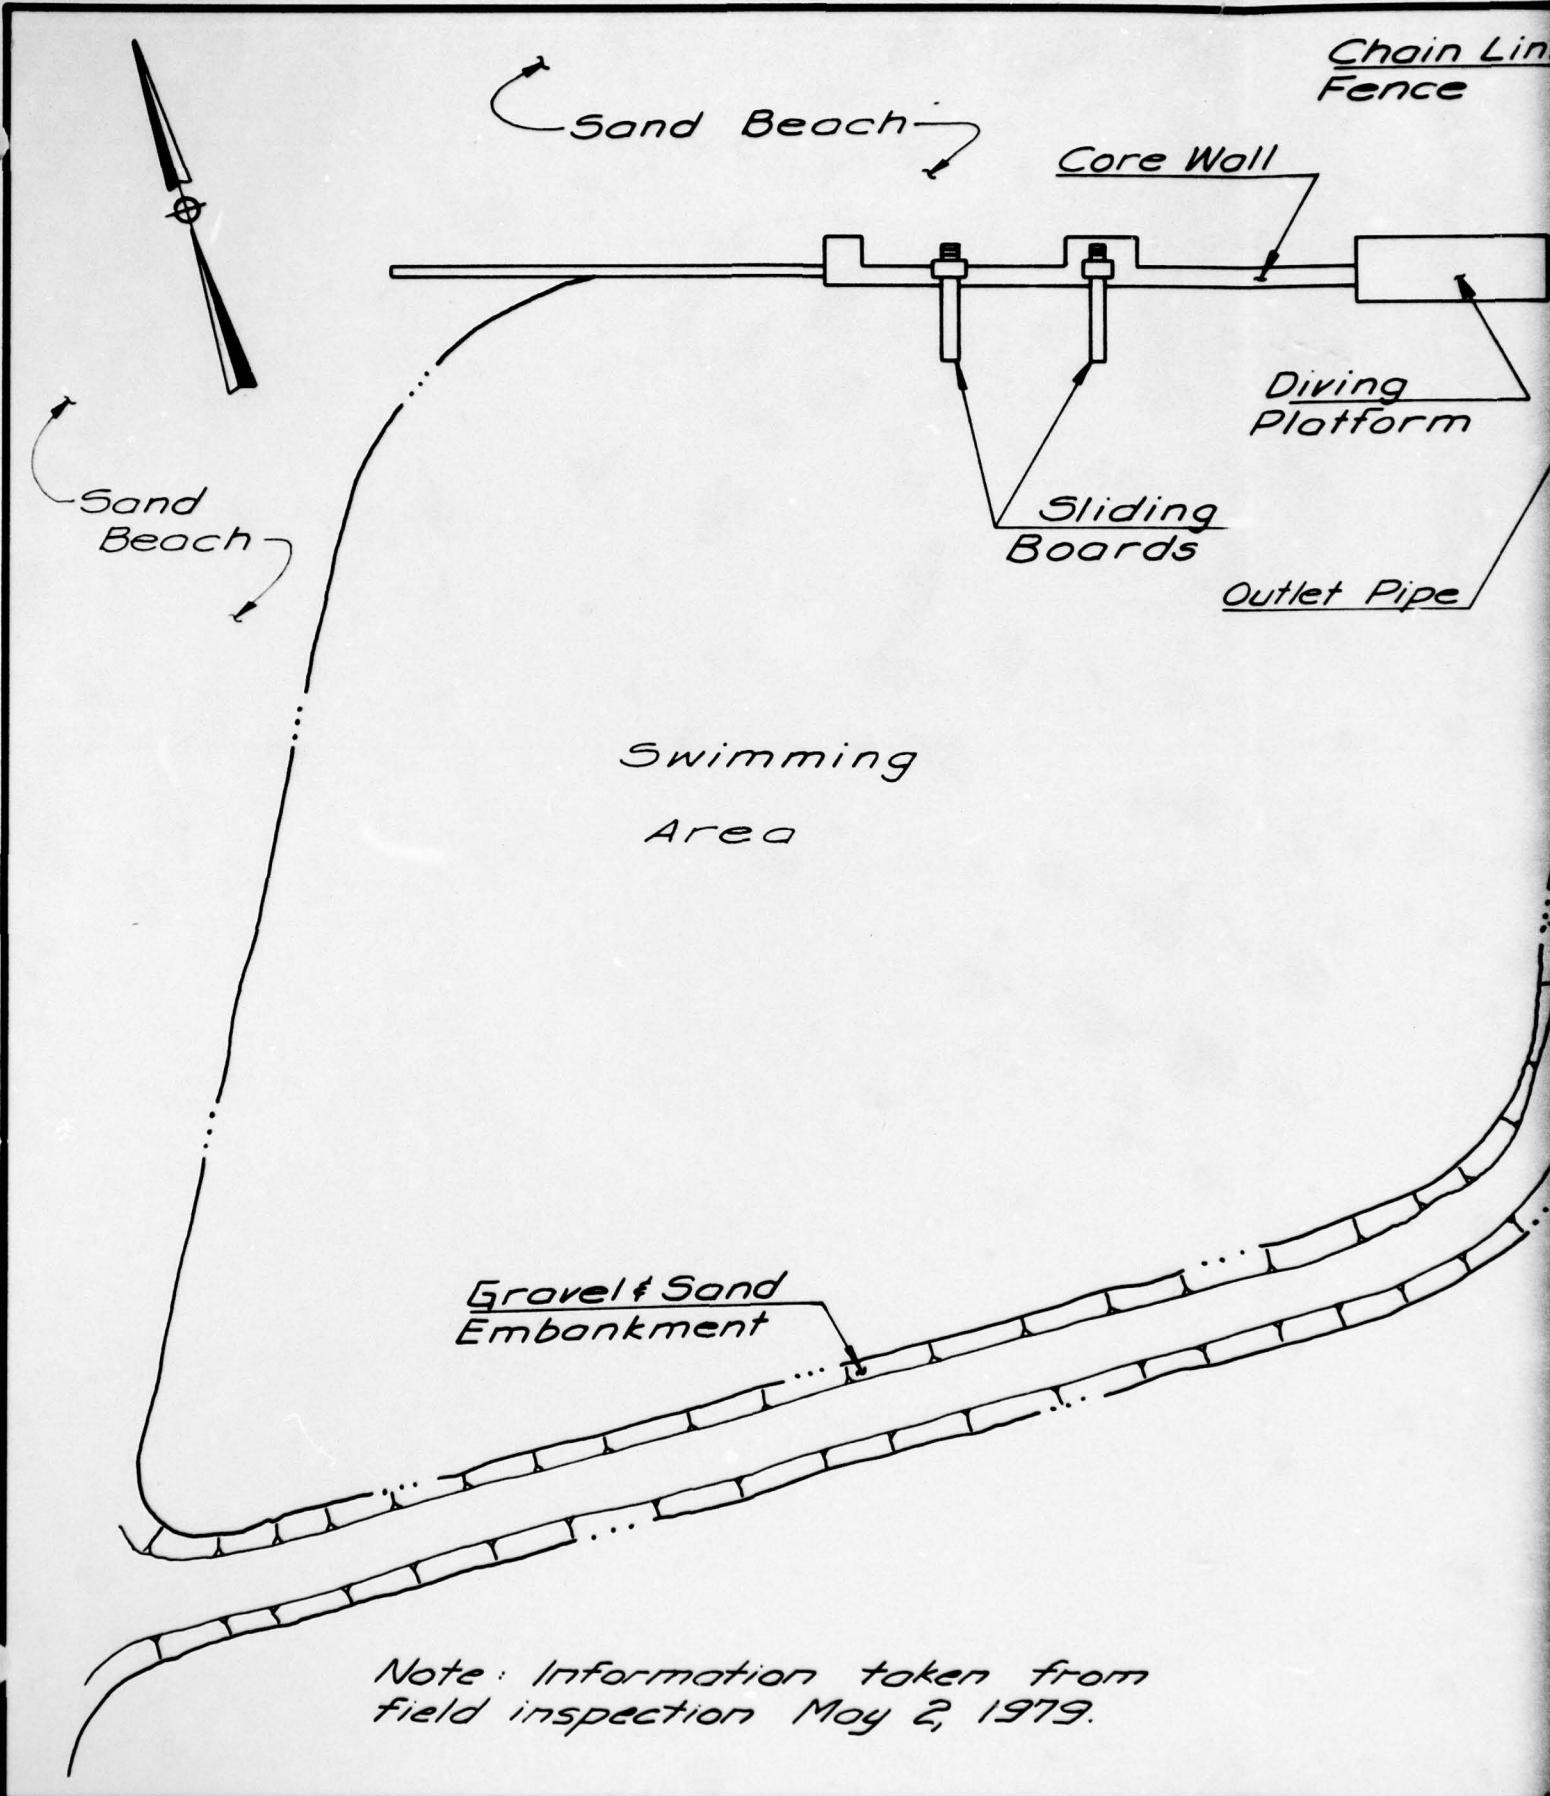 Chain Lin
Fence
Sand Beach
Core Wall
Diving
Platform
Sand
Beach
Sliding
Boards
Outlet Pipe
Swimming
Area
Gravel & Sand
Embankment
Note: Information taken from
field inspection May 2, 1979.